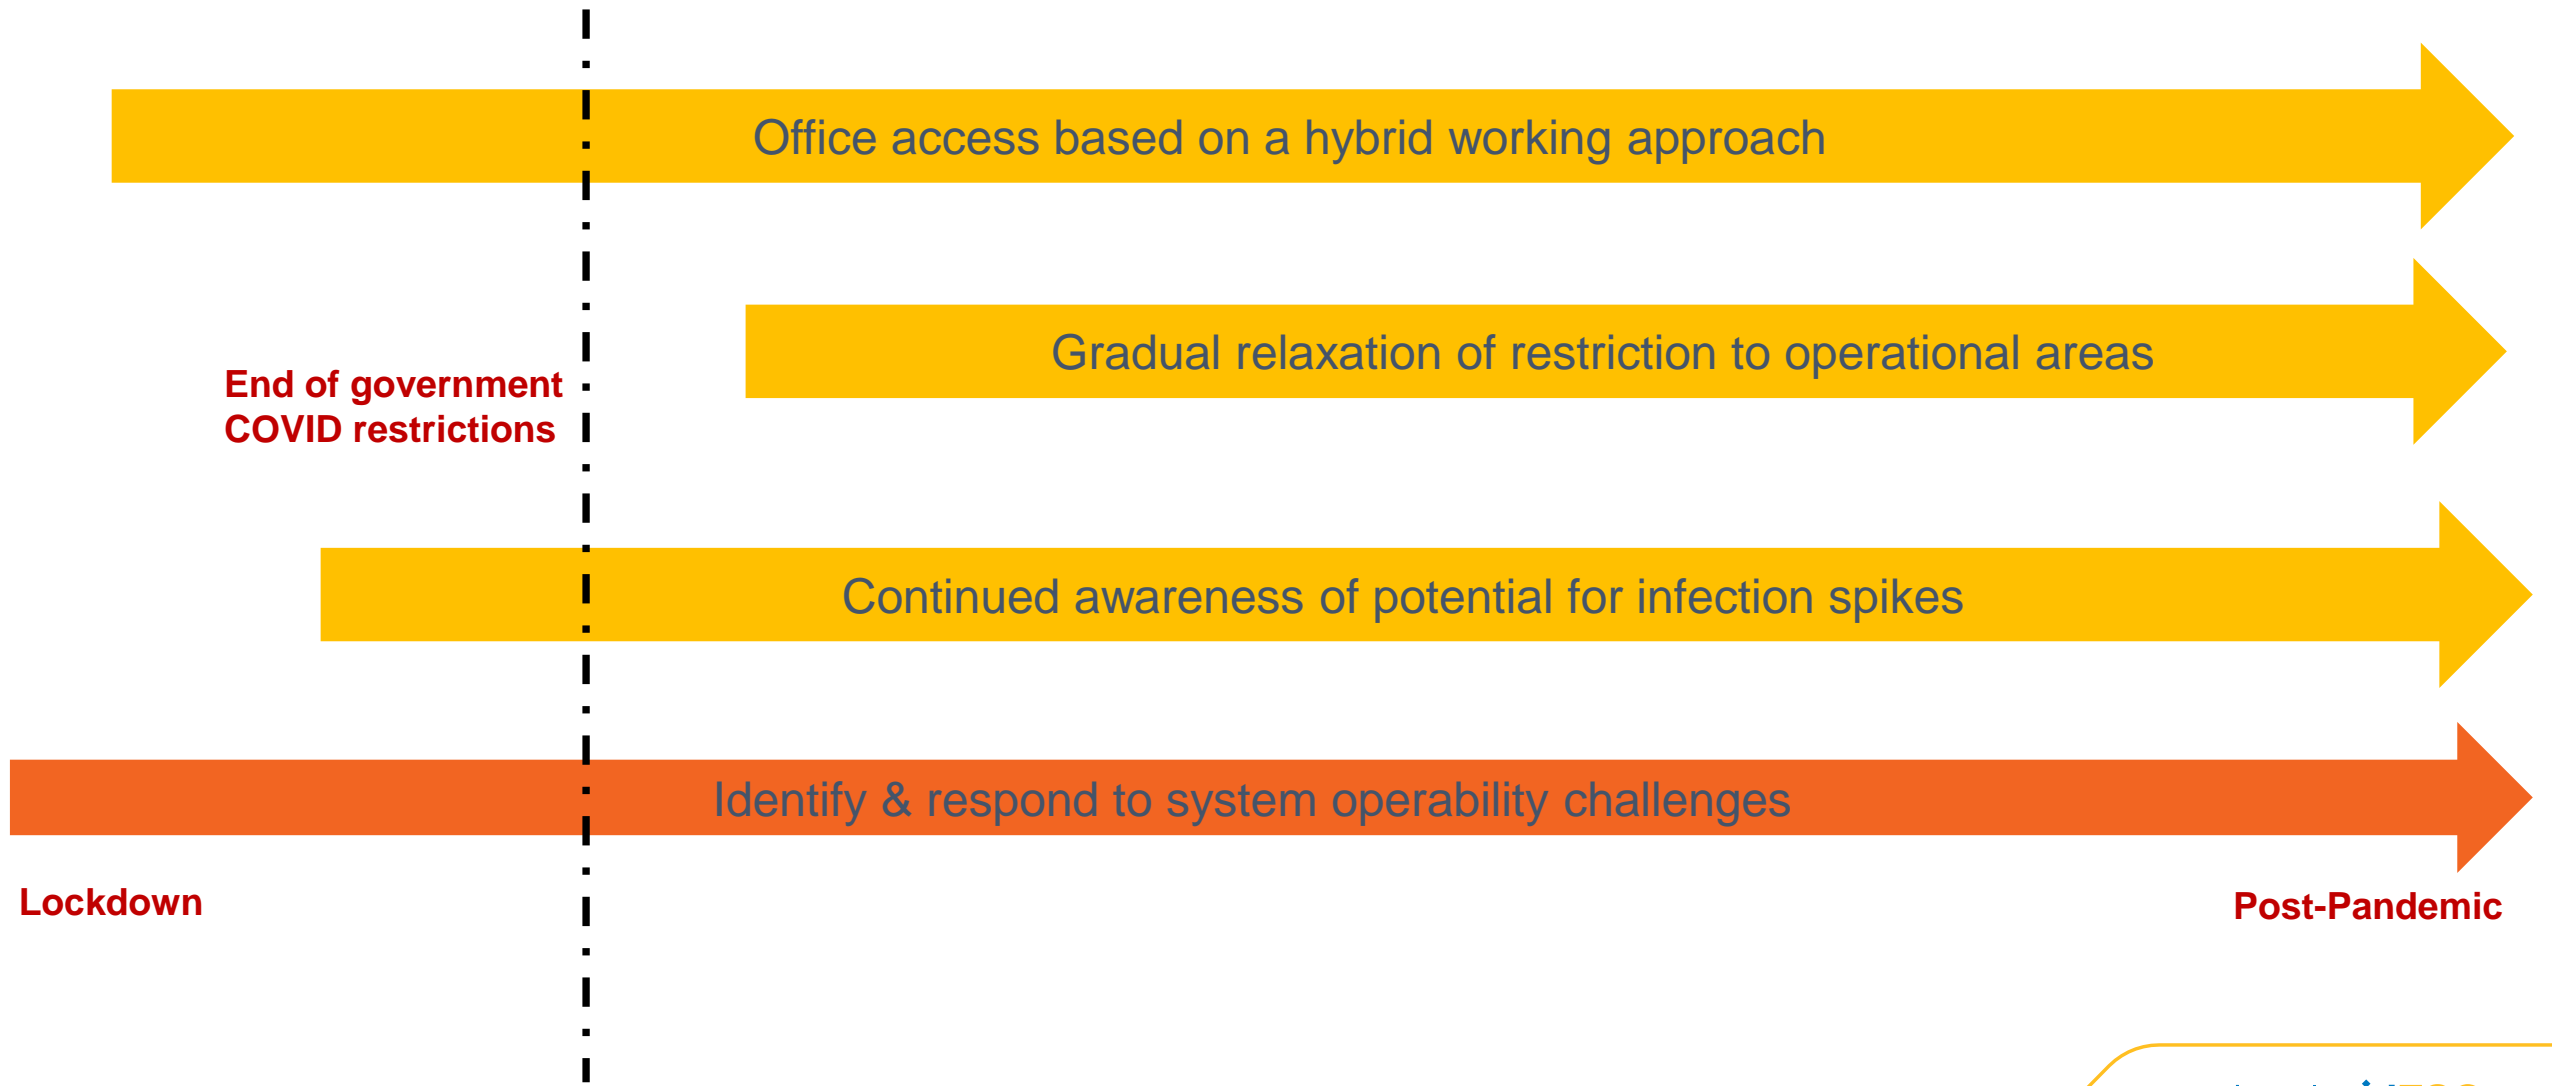 Office access based on a hybrid working approach
Gradual relaxation of restriction to operational areas
End of government
COVID restrictions
Continued awareness of potential for infection spikes
Identify & respond to system operability challenges
Lockdown
Post-Pandemic